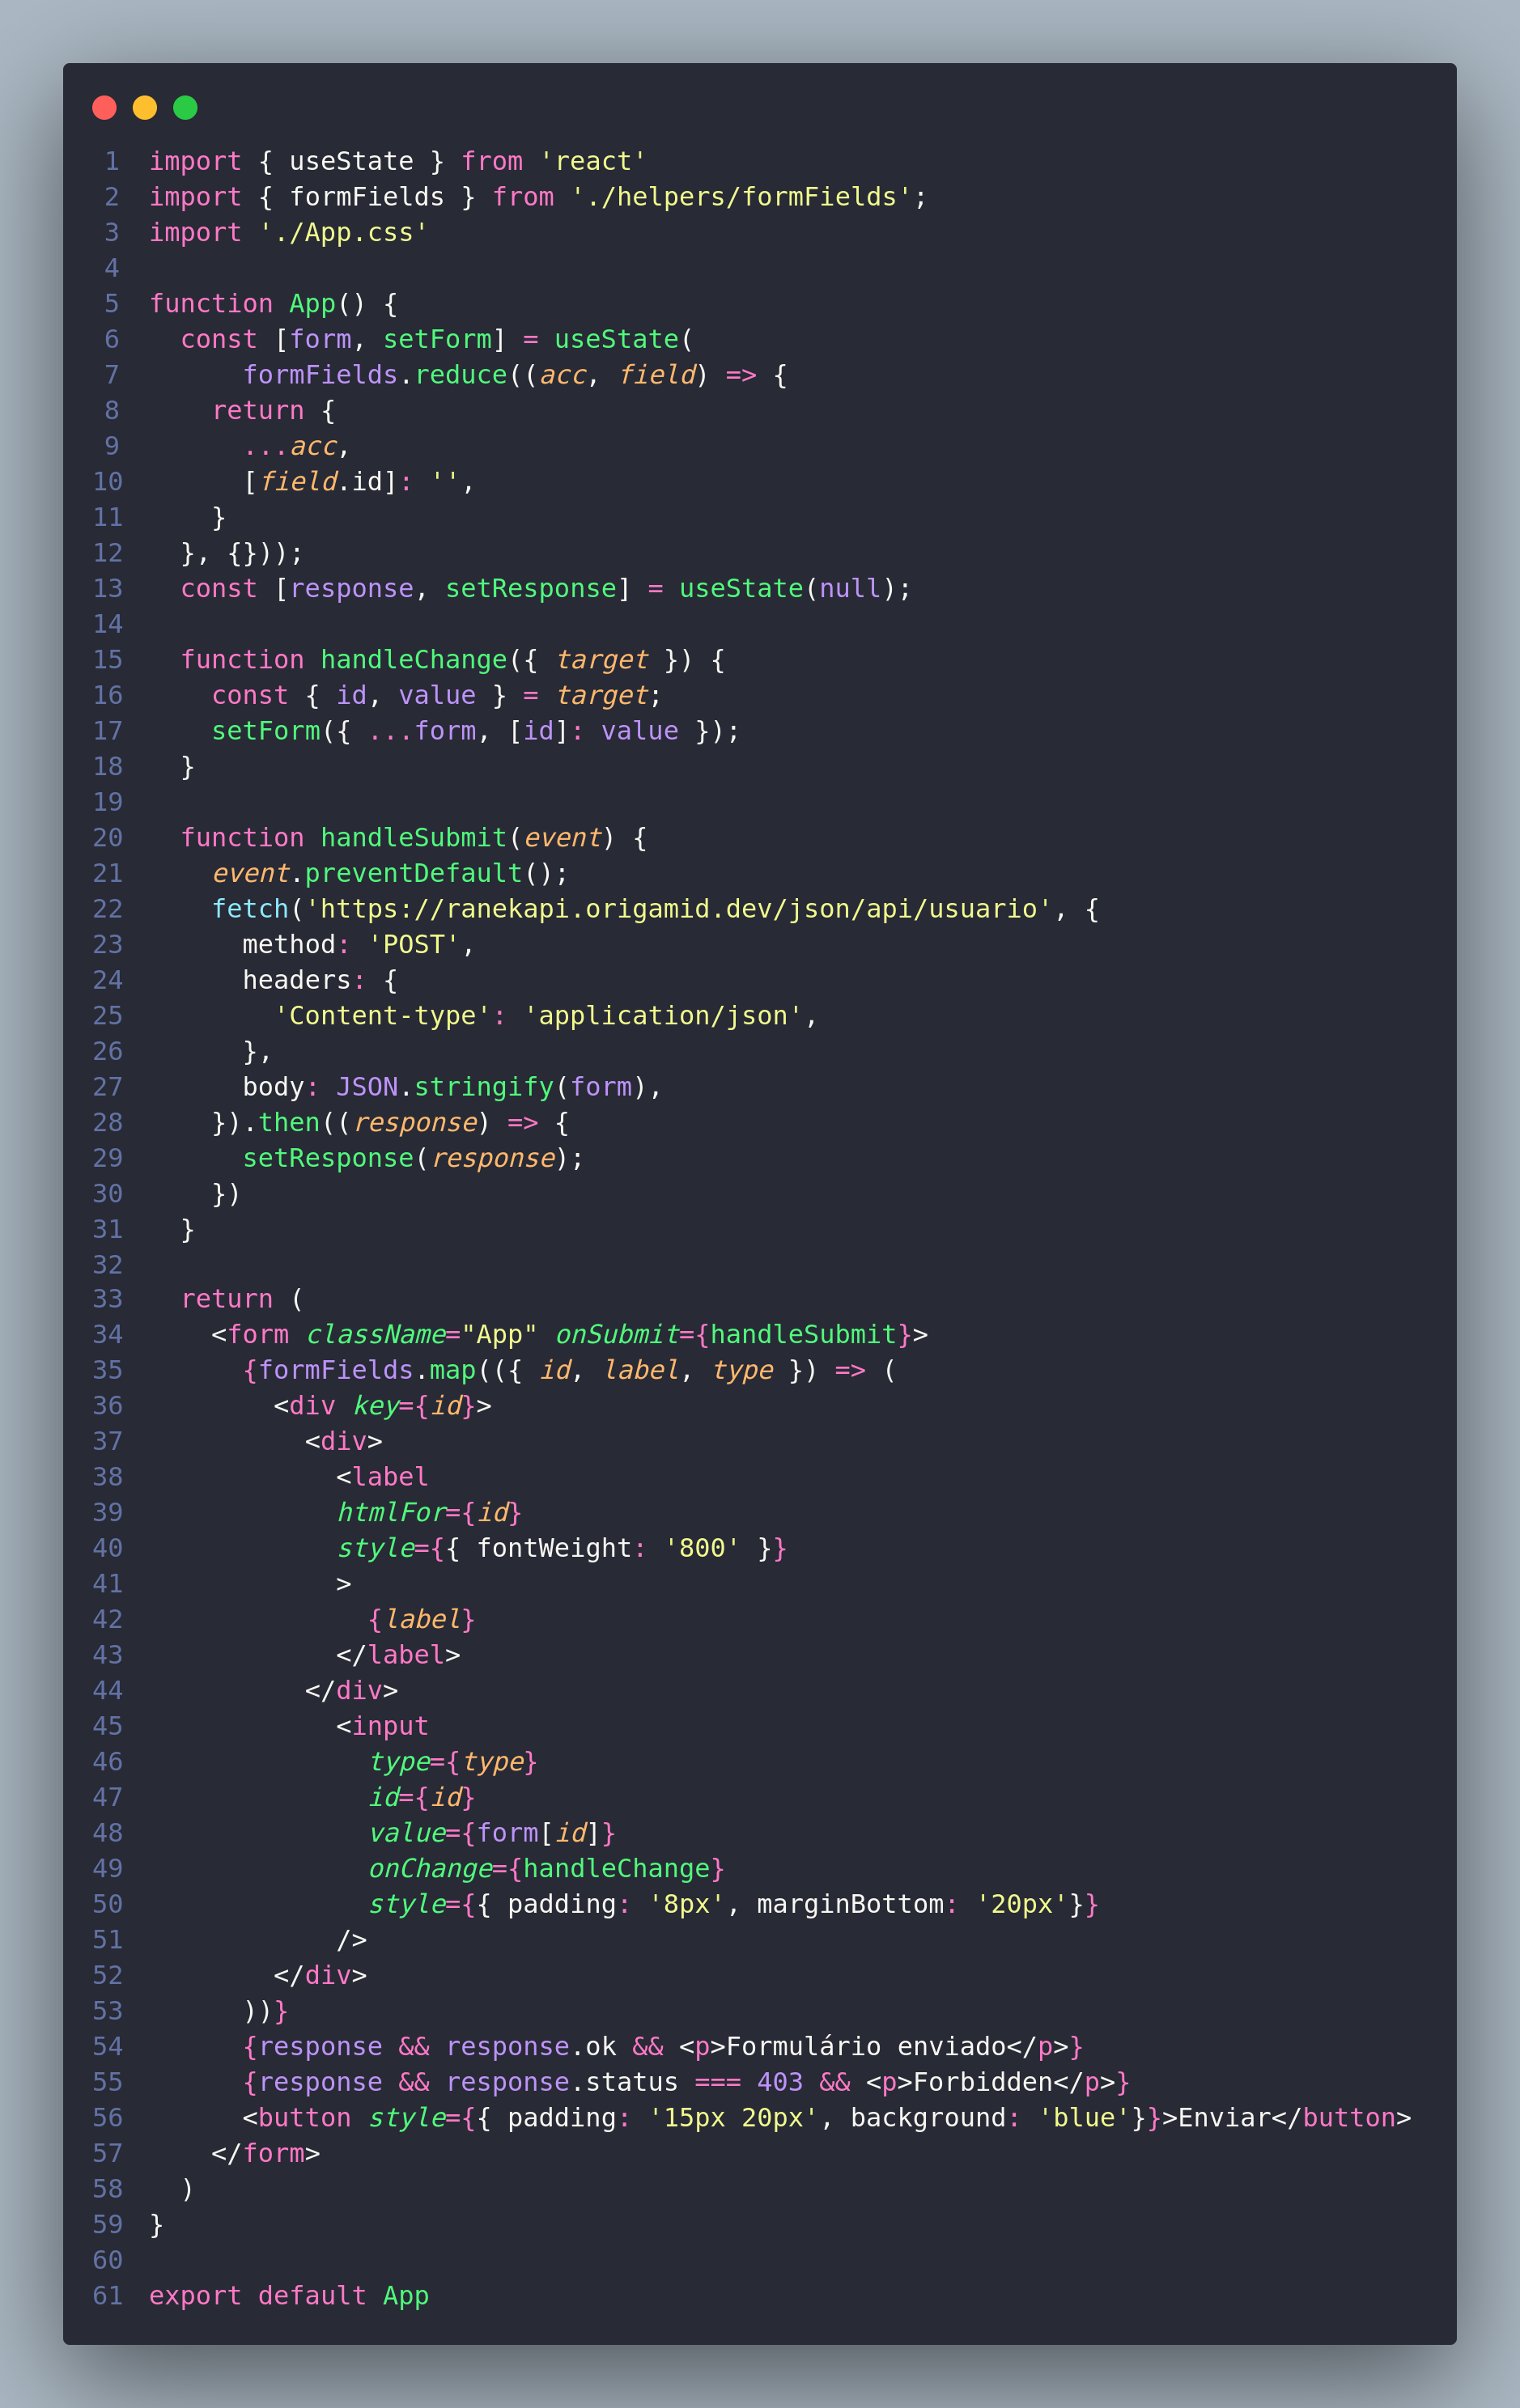 1 import { useState } from 'react'
2 import { formFields } from './helpers/formFields';
3 import './App.css'
4
5 function App() {
6   const [form, setForm] = useState(
7       formFields.reduce((acc, field) => {
8     return {
9       ...acc,
10       [field.id]: '',
11     }
12   }, {}));
13   const [response, setResponse] = useState(null);
14
15   function handleChange({ target }) {
16     const { id, value } = target;
17     setForm({ ...form, [id]: value });
18   }
19
20   function handleSubmit(event) {
21     event.preventDefault();
22     fetch('https://ranekapi.origamid.dev/json/api/usuario', {
23       method: 'POST',
24       headers: {
25         'Content-type': 'application/json',
26       },
27       body: JSON.stringify(form),
28     }).then((response) => {
29       setResponse(response);
30     })
31   }
32
33   return (
34     <form className="App" onSubmit={handleSubmit}>
35       {formFields.map(({ id, label, type }) => (
36         <div key={id}>
37           <div>
38             <label
39             htmlFor={id}
40             style={{ fontWeight: '800' }}
41             >
42               {label}
43             </label>
44           </div>
45             <input
46               type={type}
47               id={id}
48               value={form[id]}
49               onChange={handleChange}
50               style={{ padding: '8px', marginBottom: '20px'}}
51             />
52         </div>
53       ))}
54       {response && response.ok && <p>Formulário enviado</p>}
55       {response && response.status === 403 && <p>Forbidden</p>}
56       <button style={{ padding: '15px 20px', background: 'blue'}}>Enviar</button>
57     </form>
58   )
59 }
60
61 export default App